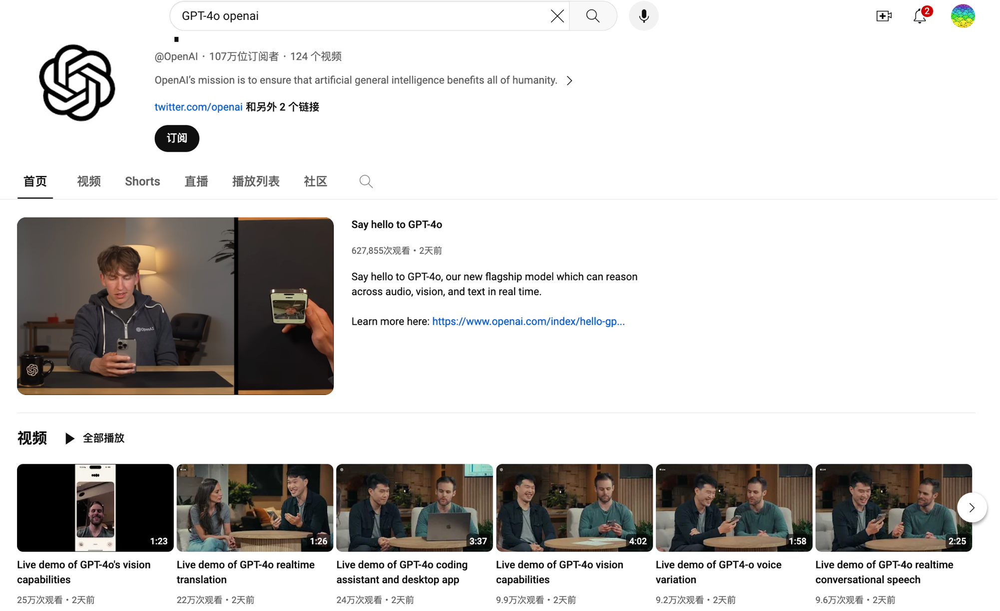 GPT-4o openai
2
@OpenAI · 107万位订阅者 · 124 个视频
OpenAI’s mission is to ensure that artificial general intelligence benefits all of humanity.
twitter.com/openai 和另外 2 个链接
订阅
首页 视频 Shorts 直播 播放列表 社区
OpenAI
Say hello to GPT-4o
627,855次观看 • 2天前
Say hello to GPT-4o, our new flagship model which can reason
across audio, vision, and text in real time.
Learn more here: https://www.openai.com/index/hello-gp...
视频 全部播放
1:23
Live demo of GPT-4o's vision
capabilities
25万次观看 • 2天前
1:26
Live demo of GPT-4o realtime
translation
22万次观看 • 2天前
3:37
Live demo of GPT-4o coding
assistant and desktop app
24万次观看 • 2天前
4:02
Live demo of GPT-4o vision
capabilities
9.9万次观看 • 2天前
1:58
Live demo of GPT4-o voice
variation
9.2万次观看 • 2天前
2:25
Live demo of GPT-4o realtime
conversational speech
9.6万次观看 • 2天前